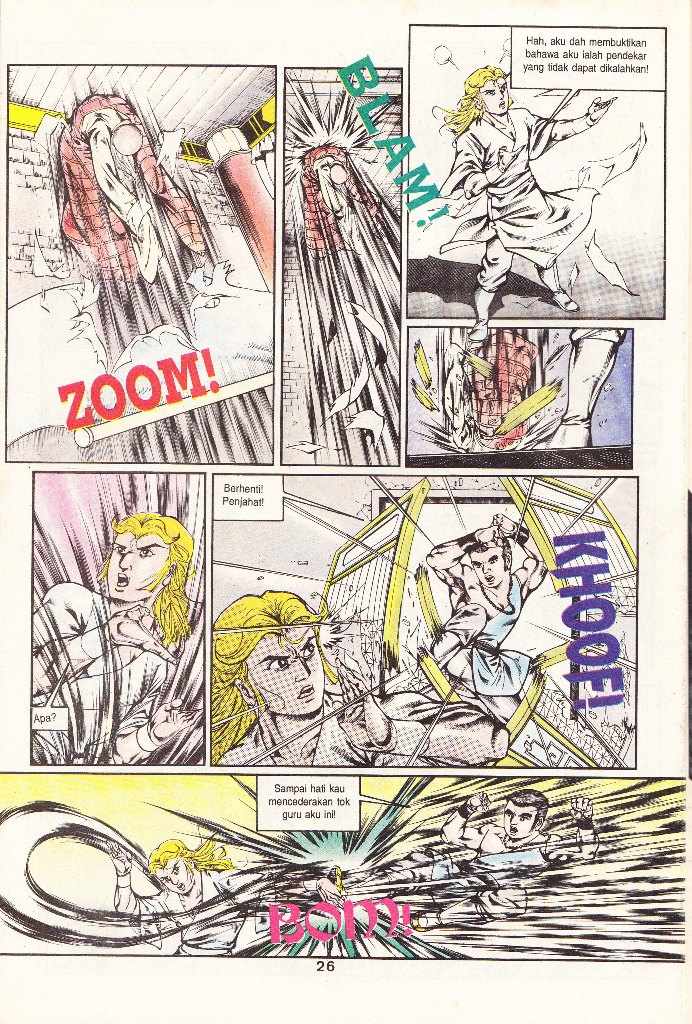 ZOOM!
BLAM!
Hah, aku dah membuktikan
bahawa aku ialah pendekar
yang tidak dapat dikalahkan!
Apa?
Berhenti!
Penjahat!
KHOOF!
Sampai hati kau
mencederakan tok
guru aku ini!
BOM!
26